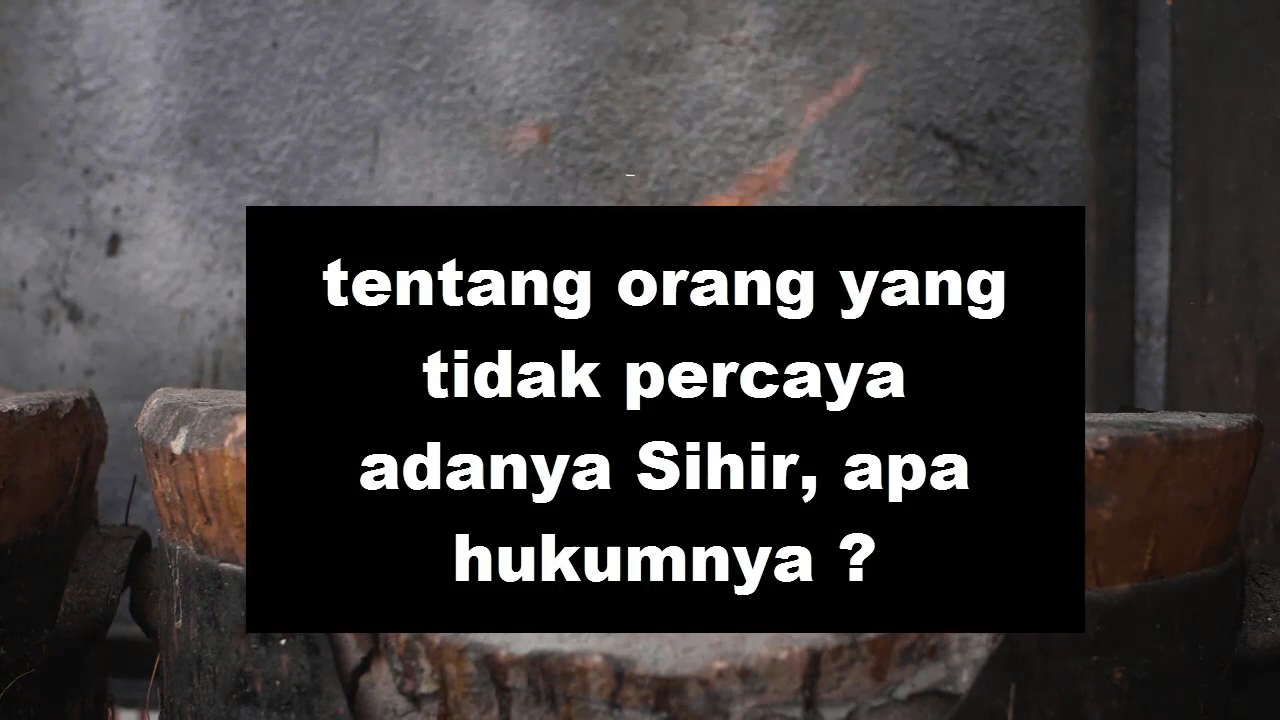 tentang orang yang
tidak percaya
adanya Sihir, apa
hukumnya ?